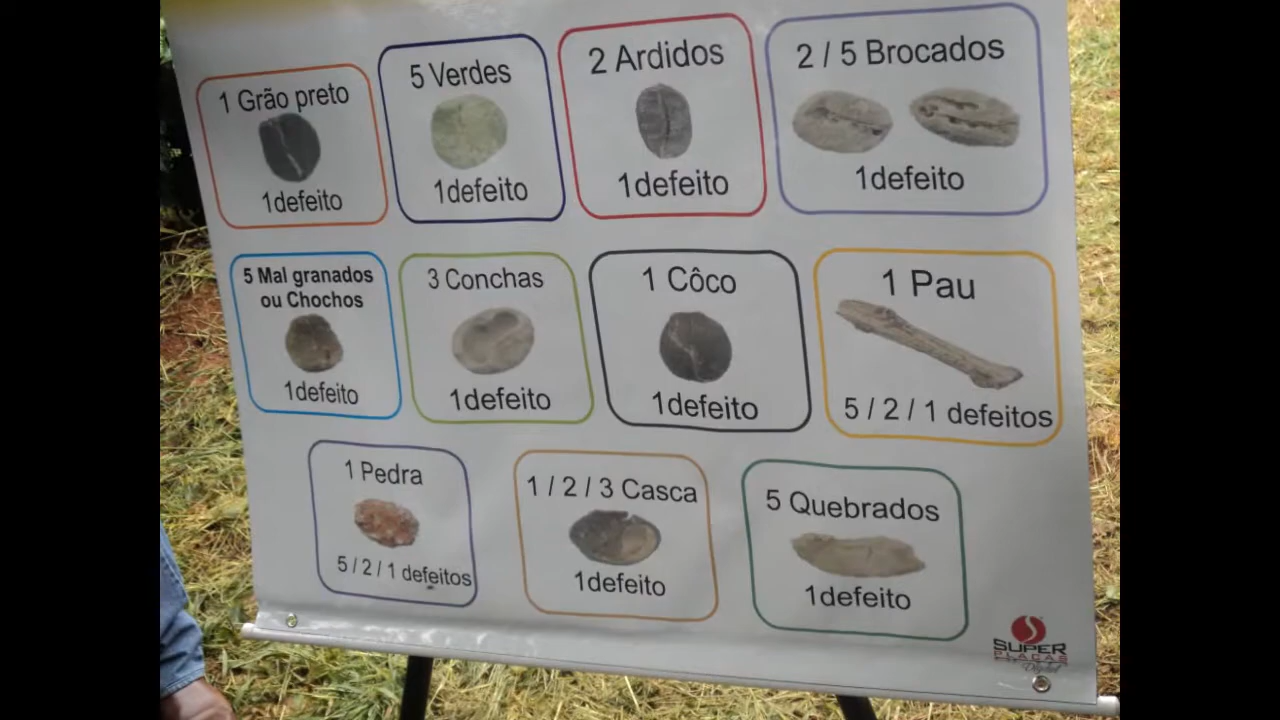 1 Grão preto
1defeito
5 Verdes
1defeito
2 Ardidos
1defeito
2 / 5 Brocados
1defeito
5 Mal granados
ou Chochos
1defeito
3 Conchas
1defeito
1 Côco
1defeito
1 Pau
5 / 2 / 1 defeitos
1 Pedra
5 / 2 / 1 defeitos
1 / 2 / 3 Casca
1defeito
5 Quebrados
1defeito
SUPER
PLACAS
Digital